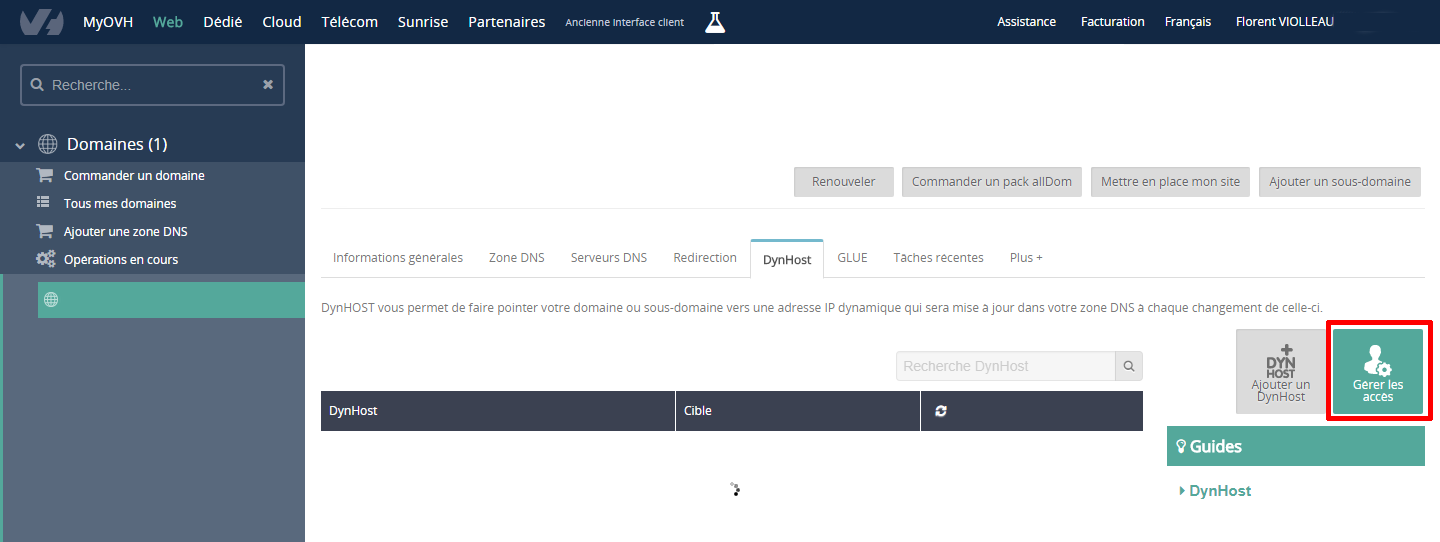 MyOVH Web Dédié Cloud Télécom Sunrise Partenaires Ancienne interface client Assistance Facturation Français Florent VIOLLEAU
Recherche...
Domaines (1)
Commander un domaine
Tous mes domaines
Ajouter une zone DNS
Opérations en cours
Renouveler Commander un pack allDom Mettre en place mon site Ajouter un sous-domaine
Informations générales Zone DNS Serveurs DNS Redirection DynHost GLUE Tâches récentes Plus +
DynHOST vous permet de faire pointer votre domaine ou sous-domaine vers une adresse IP dynamique qui sera mise à jour dans votre zone DNS à chaque changement de celle-ci.
Recherche DynHost
DYN
HOST
Ajouter un
DynHost
Gérer les
accès
DynHost Cible
Guides
DynHost